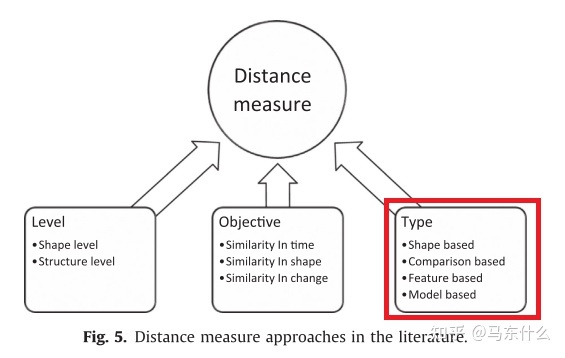 Distance
measure
Level
•Shape level
•Structure level
Objective
•Similarity In time
•Similarity In shape
•Similarity In change
Type
•Shape based
•Comparison based
•Feature based
•Model based
Fig. 5. Distance measure approaches in the literature.
知乎 @马东什么